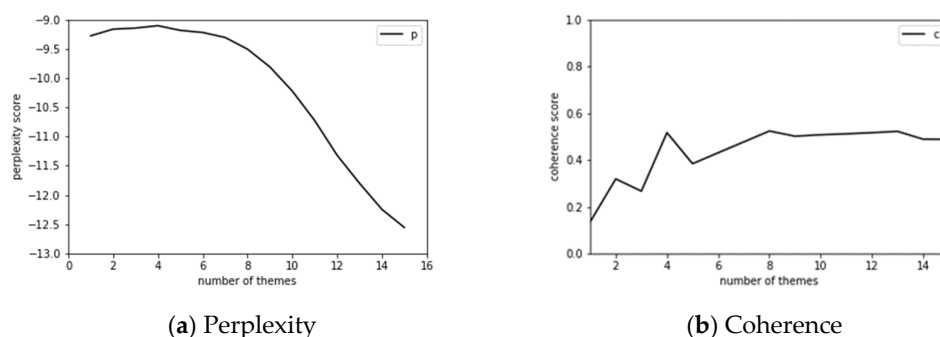 −9.0
−9.5
−10.0
−10.5
−11.0
−11.5
−12.0
−12.5
−13.0
perplexity score
p
0 2 4 6 8 10 12 14 16
number of themes
(a) Perplexity
1.0
0.8
0.6
0.4
0.2
0.0
coherence score
c
2 4 6 8 10 12 14
number of themes
(b) Coherence